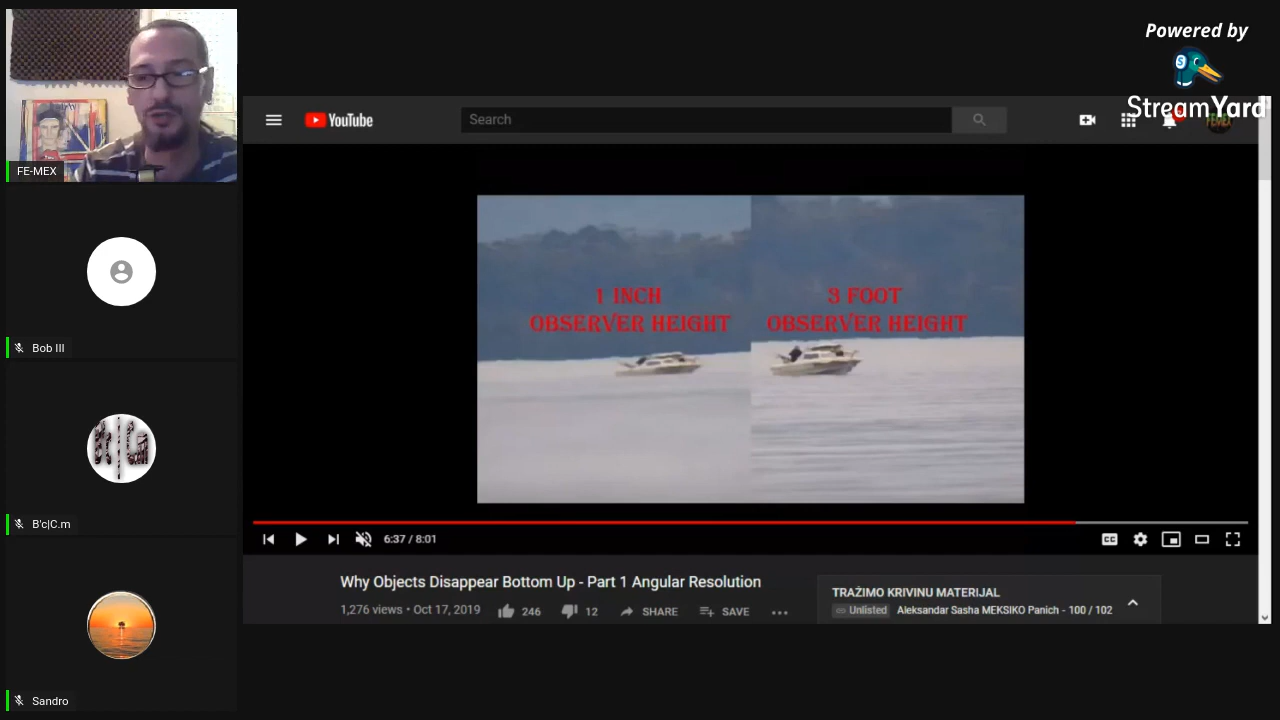 Powered by
StreamYard
FE-MEX
Bob III
B'c|C.m
Sandro
YouTube
Search
1 INCH
OBSERVER HEIGHT
3 FOOT
OBSERVER HEIGHT
6:37 / 8:01
CC
Why Objects Disappear Bottom Up - Part 1 Angular Resolution
1,276 views • Oct 17, 2019
246
12
SHARE
SAVE
TRAŽIMO KRIVINU MATERIJAL
Unlisted Aleksandar Sasha MEKSIKO Panich - 100 / 102